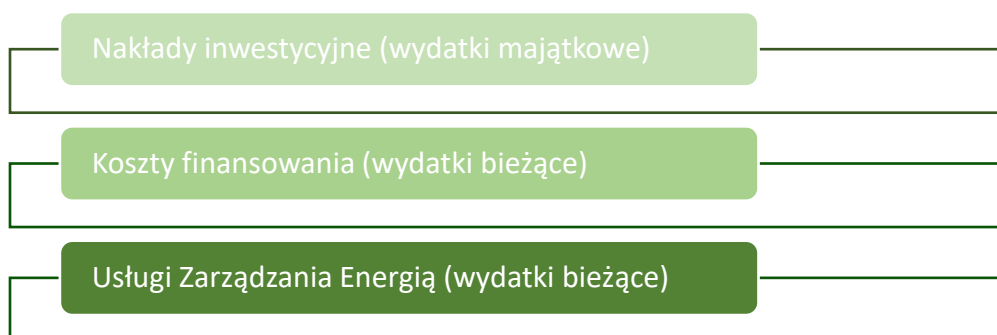 Nakłady inwestycyjne (wydatki majątkowe)
Koszty finansowania (wydatki bieżące)
Usługi Zarządzania Energią (wydatki bieżące)